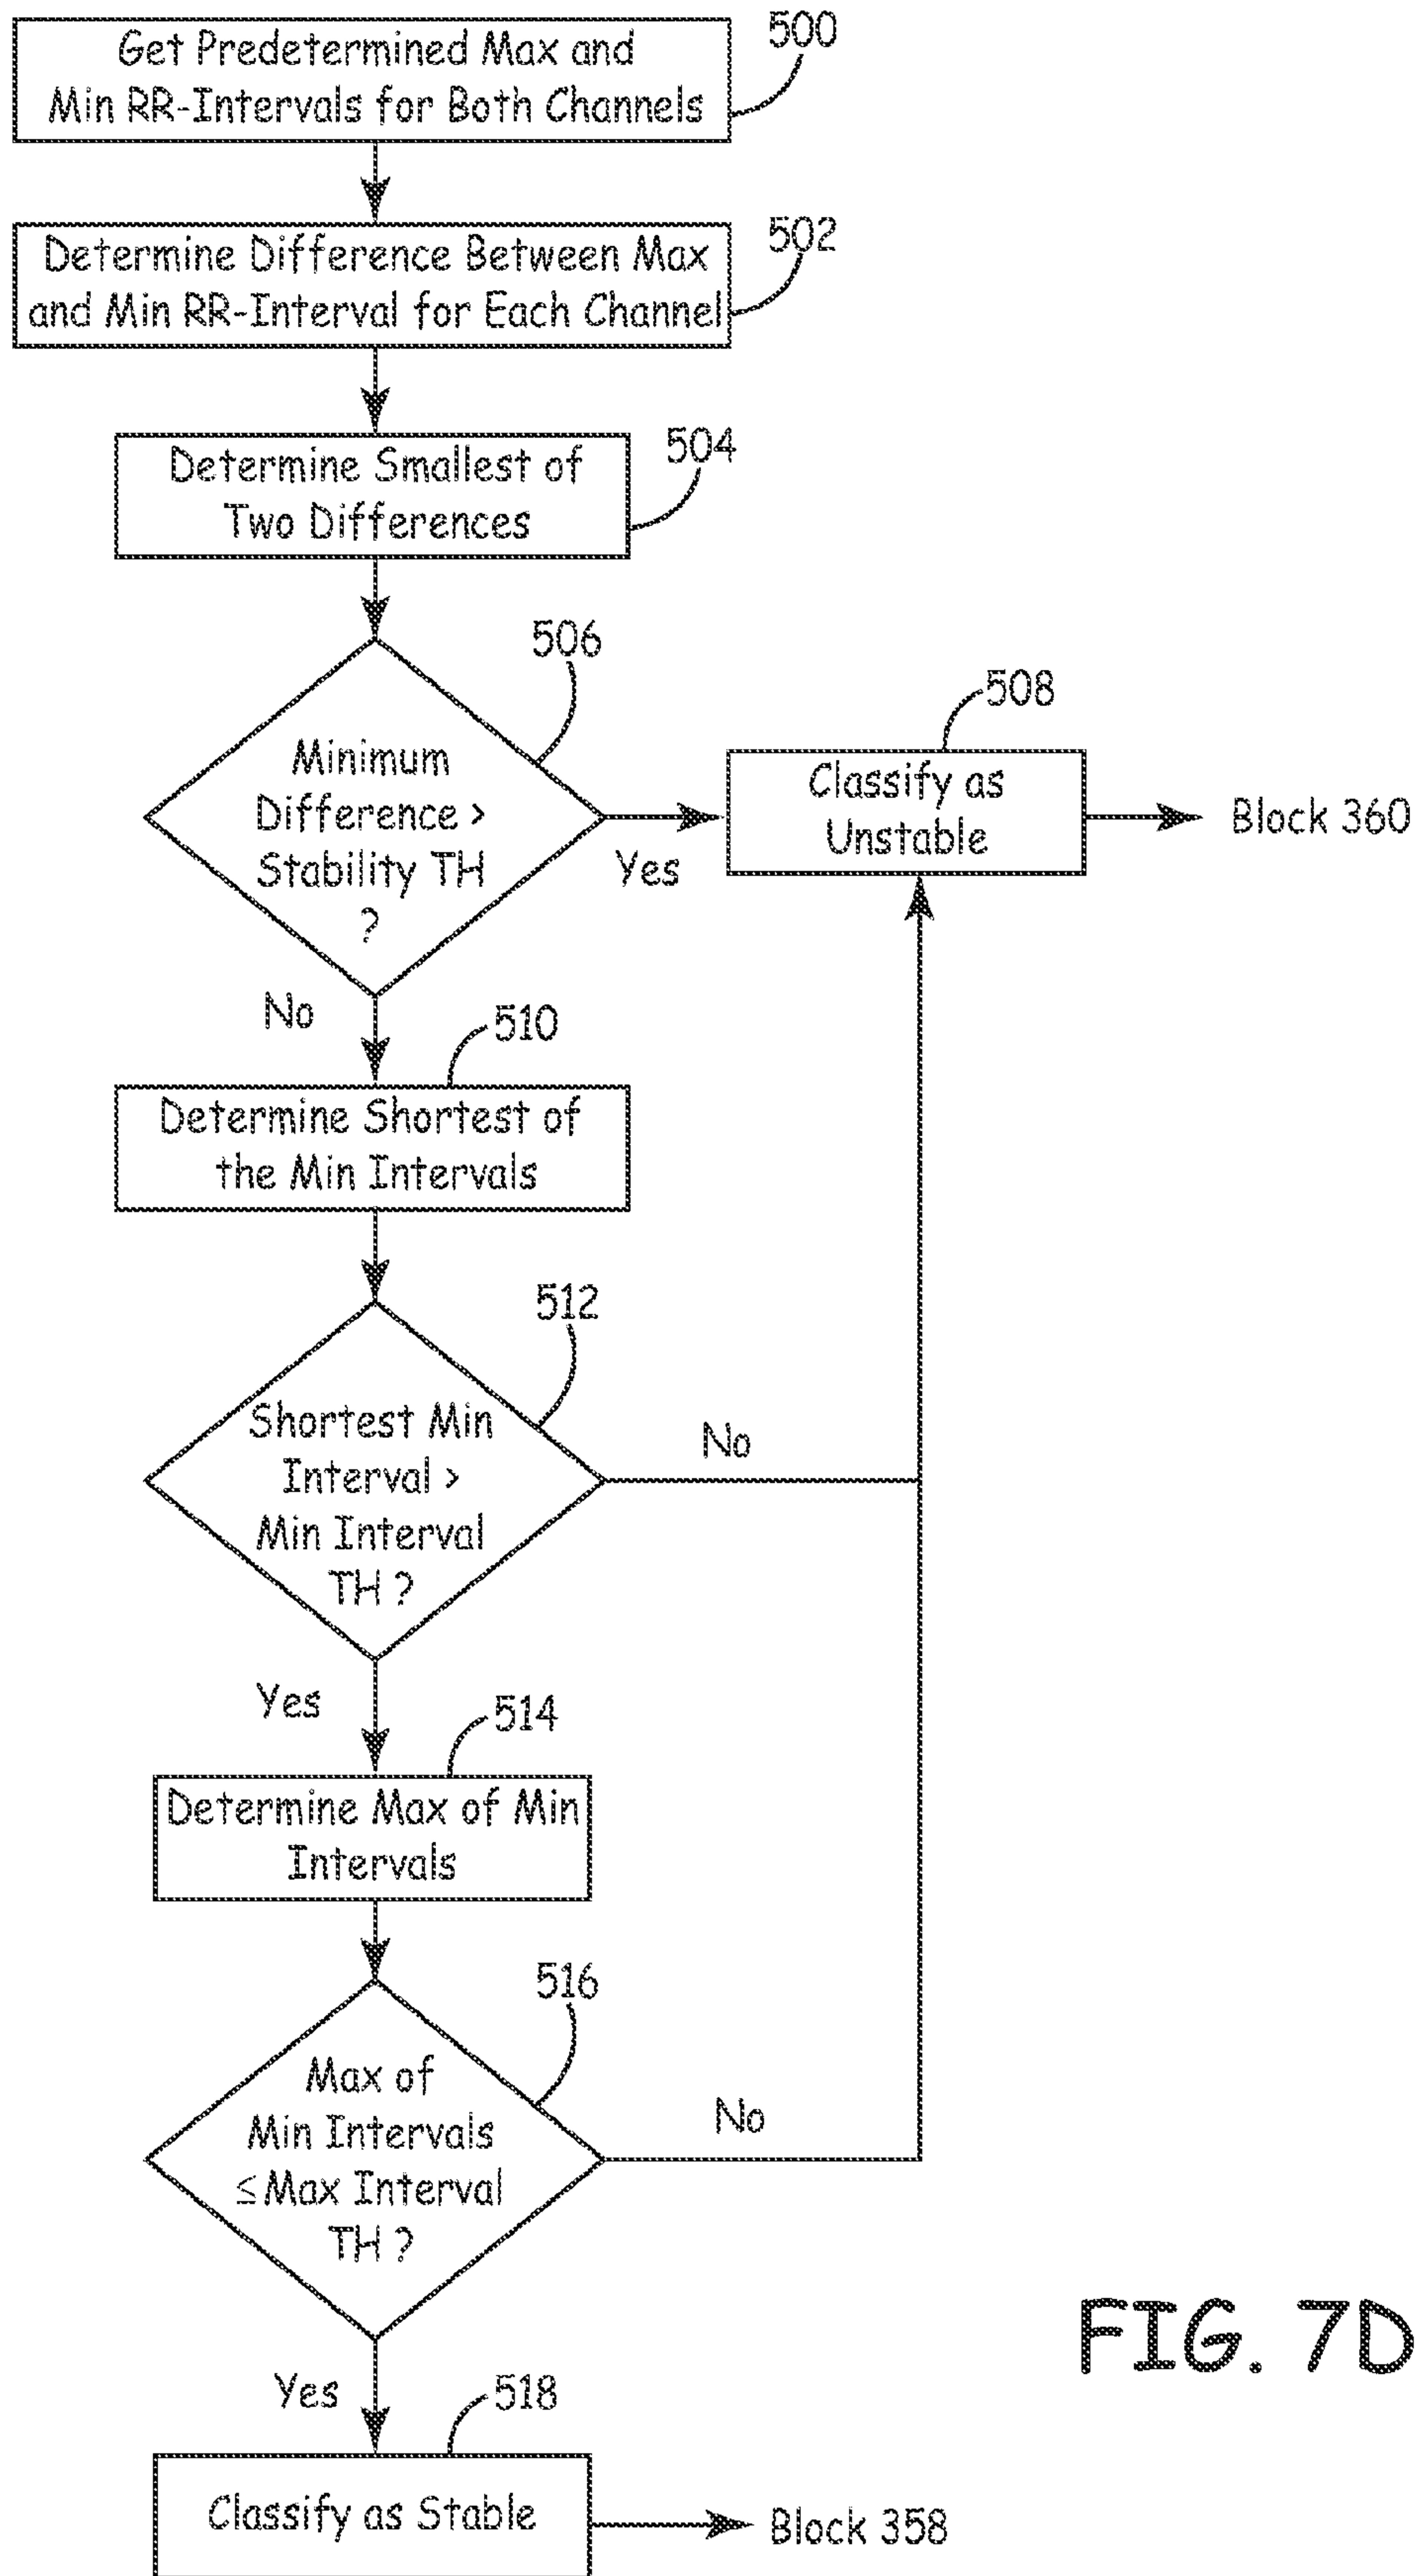 500
Get Predetermined Max and
Min RR-Intervals for Both Channels
502
Determine Difference Between Max
and Min RR-Interval for Each Channel
504
Determine Smallest of
Two Differences
506
Minimum
Difference >
Stability TH
?
Yes
508
Classify as
Unstable
Block 360
No
510
Determine Shortest of
the Min Intervals
512
Shortest Min
Interval >
Min Interval
TH ?
No
Yes
514
Determine Max of Min
Intervals
516
Max of
Min Intervals
≤ Max Interval
TH ?
No
Yes
518
Classify as Stable
Block 358
FIG. 7D